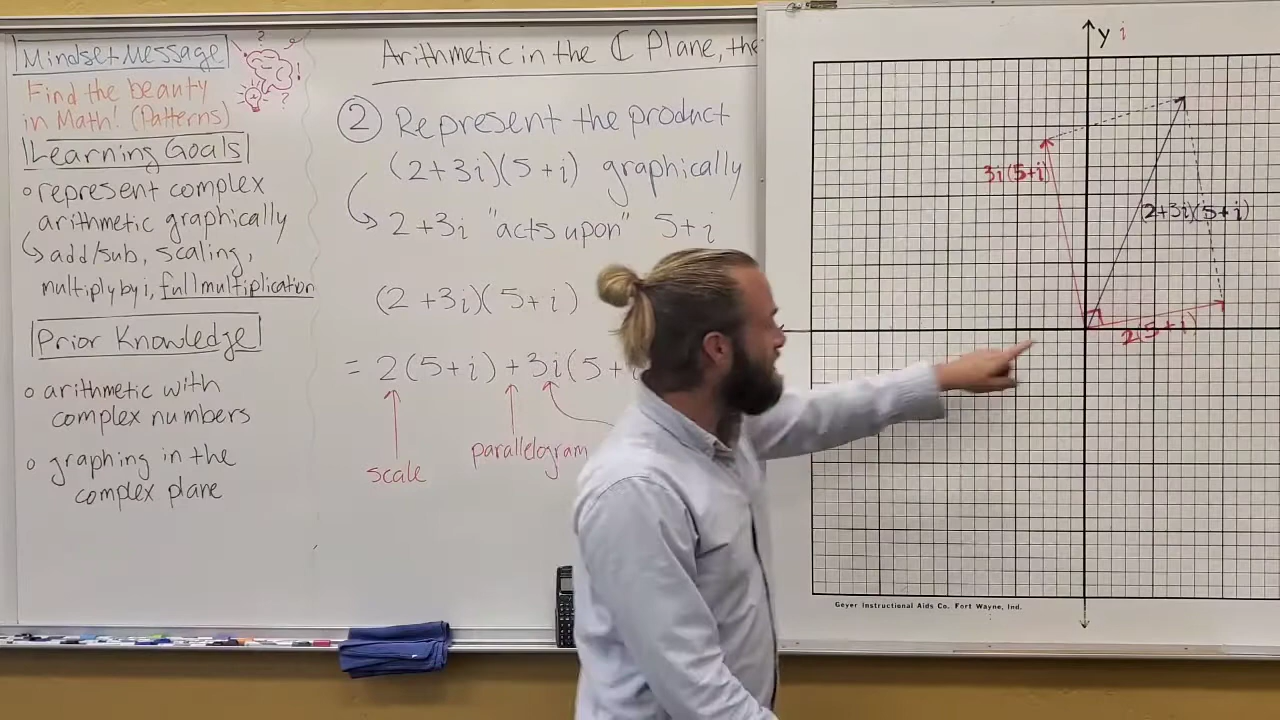 Mindset Message
Find the beauty
in Math! (Patterns)
Learning Goals
represent complex
arithmetic graphically
add/sub, scaling,
multiply by i, full multiplication
Prior Knowledge
arithmetic with
complex numbers
graphing in the
complex plane
Arithmetic in the ℂ Plane, the
② Represent the product
(2+3i)(5+i) graphically
2+3i "acts upon" 5+i
(2+3i)(5+i)
= 2(5+i) + 3i(5+
scale
parallelogram
y i
3i(5+i)
(2+3i)(5+i)
2(5+i)
Geyer Instructional Aids Co. Fort Wayne, Ind.